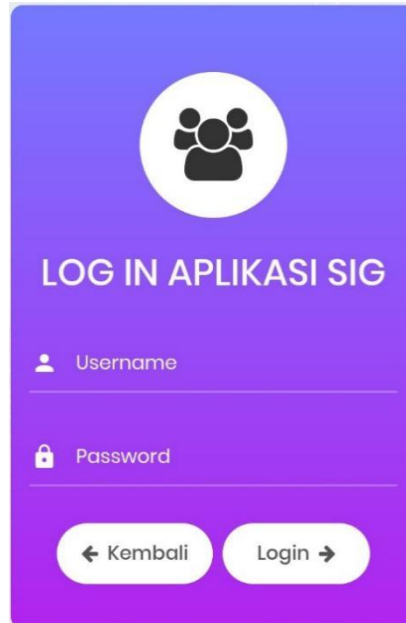 LOG IN APLIKASI SIG
Username
Password
Kembali
Login